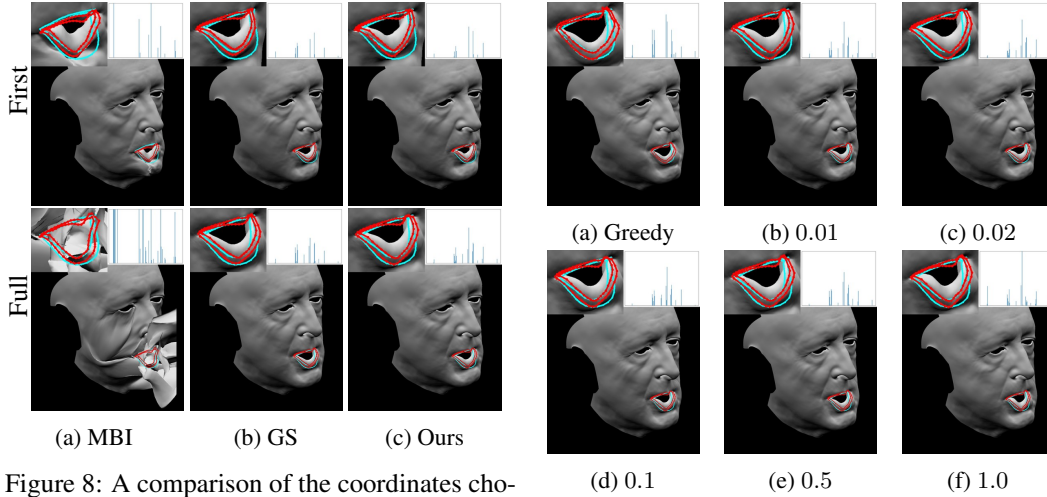 First
Full
(a) MBI
(b) GS
(c) Ours
Figure 8: A comparison of the coordinates cho-
(a) Greedy
(b) 0.01
(c) 0.02
(d) 0.1
(e) 0.5
(f) 1.0